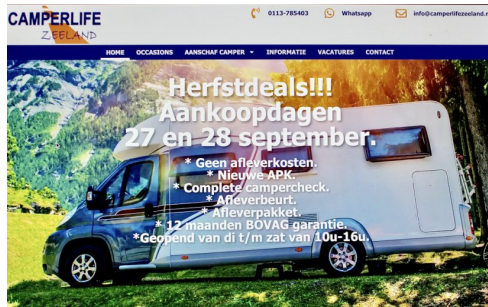 CAMPERLIFE
ZEELAND
0113-785403 Whatsapp info@camperlifezeeland.n
HOME OCCASIONS AANSCHAF CAMPER INFORMATIE VACATURES CONTACT
Herfstdeals!!!
Aankoopdagen
27 en 28 september.
* Geen afleverkosten.
* Nieuwe APK.
* Complete campercheck.
* Afleverbeurt.
* Afleverpakket.
* 12 maanden BOVAG garantie.
*Geopend van di t/m zat van 10u-16u.